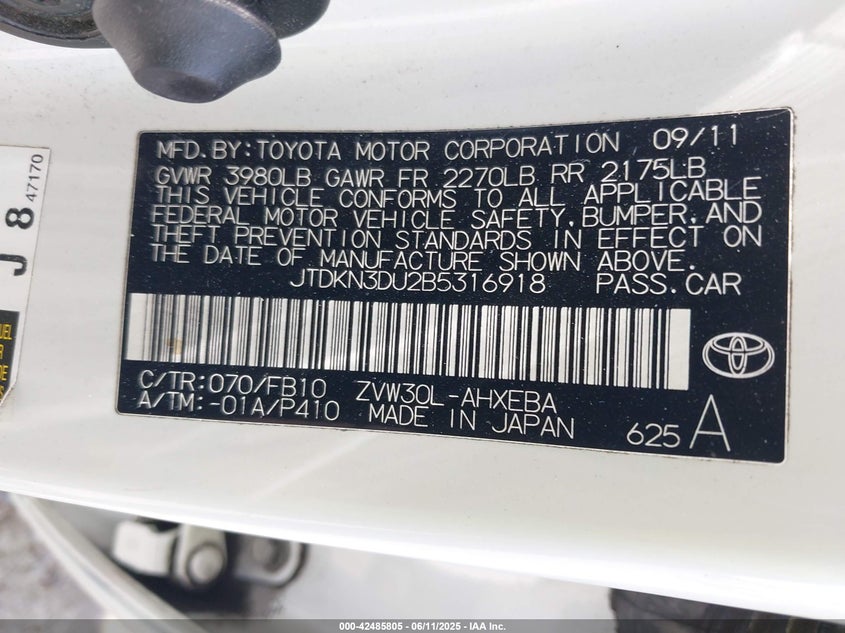 MFD.BY:TOYOTA MOTOR CORPORATION 09/11
GVWR 3980LB GAWR FR 2270LB RR 2175LB
THIS VEHICLE CONFORMS TO ALL APPLICABLE
FEDERAL MOTOR VEHICLE SAFETY,BUMPER,AND
THEFT PREVENTION STANDARDS IN EFFECT ON
THE DATE OF MANUFACTURE SHOWN ABOVE.
JTDKN3DU2B5316918 PASS.CAR
C/TR:070/FB10 ZVW30L-AHXEBA
A/TM:-01A/P410 MADE IN JAPAN 625 A
J 8 47170
000-42485805 - 06/11/2025 - IAA Inc.